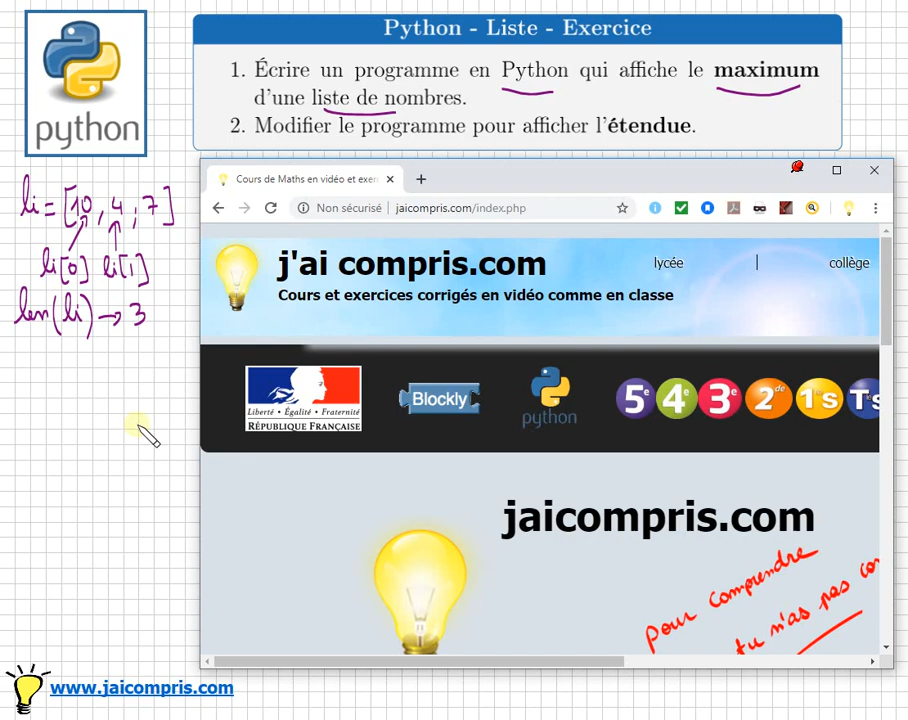 Python - Liste - Exercice
1. Écrire un programme en Python qui affiche le maximum
d'une liste de nombres.
2. Modifier le programme pour afficher l'étendue.
python
li = [10, 4, 7]
li[0] li[1]
len(li) → 3
Cours de Maths en vidéo et exer
Non sécurisé | jaicompris.com/index.php
j'ai compris.com
lycée | collège
Cours et exercices corrigés en vidéo comme en classe
Liberté • Égalité • Fraternité
RÉPUBLIQUE FRANÇAISE
Blockly
python
5e 4e 3e 2de 1es Ts
jaicompris.com
pour comprendre
tu n'as pas co
www.jaicompris.com